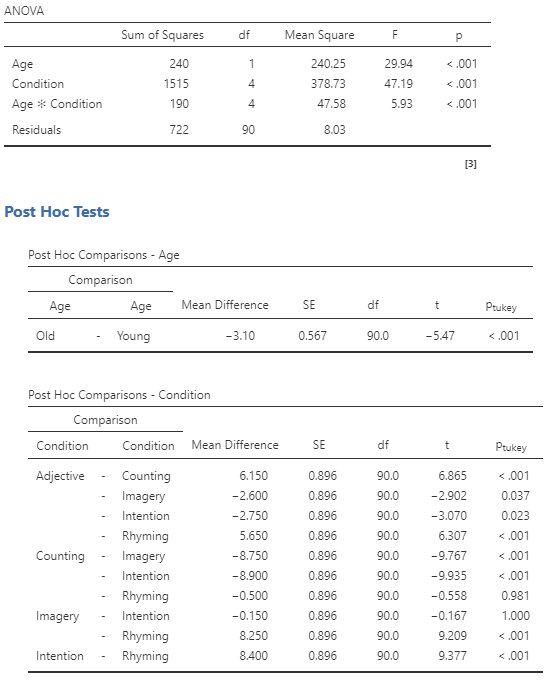 ANOVA
Sum of Squares df Mean Square F p
Age 240 1 240.25 29.94 < .001
Condition 1515 4 378.73 47.19 < .001
Age ✻ Condition 190 4 47.58 5.93 < .001
Residuals 722 90 8.03
[3]
Post Hoc Tests
Post Hoc Comparisons - Age
Comparison
Age Age Mean Difference SE df t ptukey
Old - Young −3.10 0.567 90.0 −5.47 < .001
Post Hoc Comparisons - Condition
Comparison
Condition Condition Mean Difference SE df t ptukey
Adjective - Counting 6.150 0.896 90.0 6.865 < .001
- Imagery −2.600 0.896 90.0 −2.902 0.037
- Intention −2.750 0.896 90.0 −3.070 0.023
- Rhyming 5.650 0.896 90.0 6.307 < .001
Counting - Imagery −8.750 0.896 90.0 −9.767 < .001
- Intention −8.900 0.896 90.0 −9.935 < .001
- Rhyming −0.500 0.896 90.0 −0.558 0.981
Imagery - Intention −0.150 0.896 90.0 −0.167 1.000
- Rhyming 8.250 0.896 90.0 9.209 < .001
Intention - Rhyming 8.400 0.896 90.0 9.377 < .001